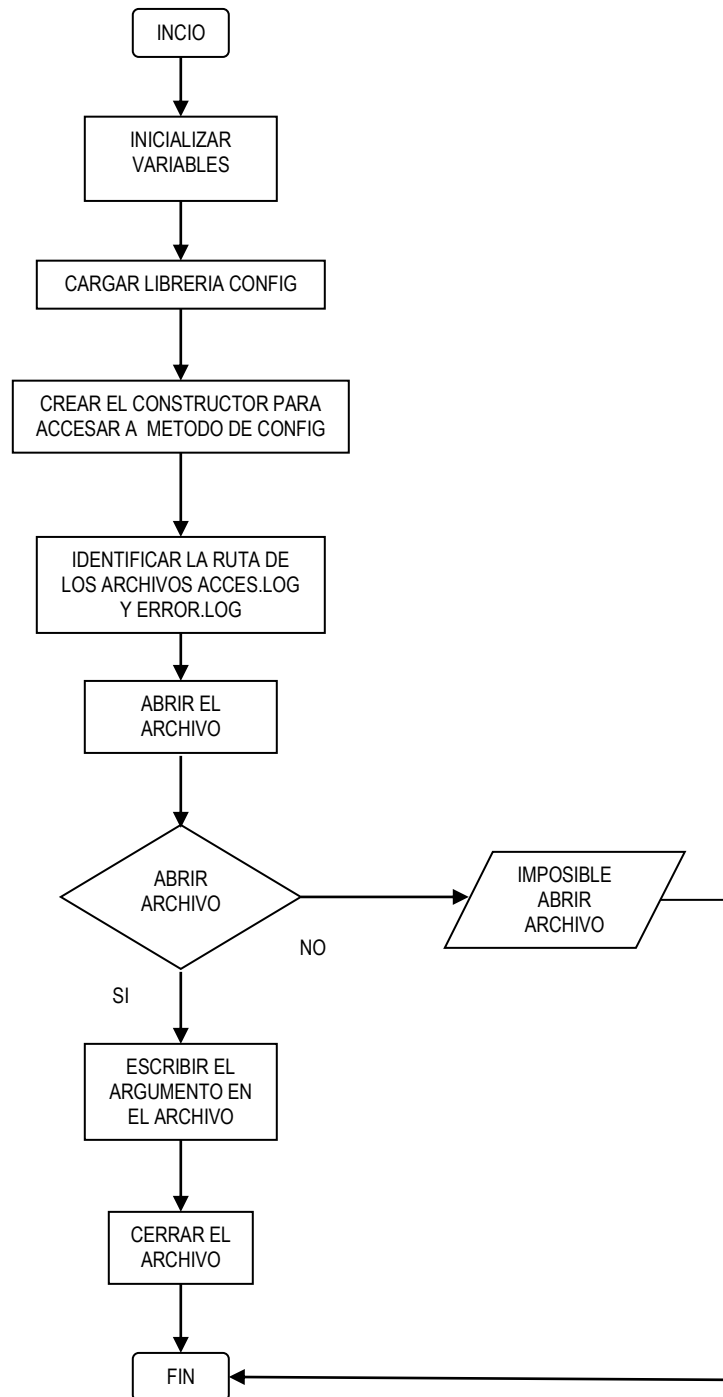 INCIO
INICIALIZAR
VARIABLES
CARGAR LIBRERIA CONFIG
CREAR EL CONSTRUCTOR PARA
ACCESAR A METODO DE CONFIG
IDENTIFICAR LA RUTA DE
LOS ARCHIVOS ACCES.LOG
Y ERROR.LOG
ABRIR EL
ARCHIVO
ABRIR
ARCHIVO
IMPOSIBLE
ABRIR
ARCHIVO
NO
SI
ESCRIBIR EL
ARGUMENTO EN
EL ARCHIVO
CERRAR EL
ARCHIVO
FIN